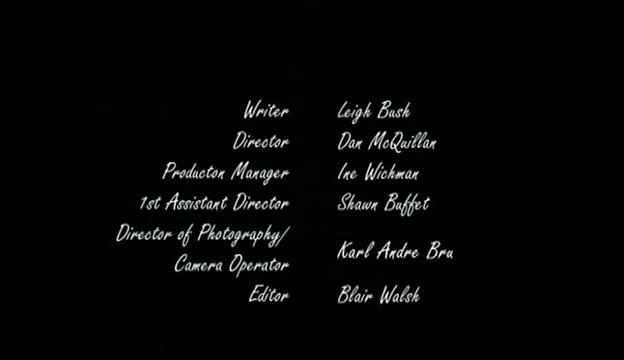 Writer Leigh Bush
Director Dan McQuillan
Producton Manager Ine Wichman
1st Assistant Director Shawn Buffet
Director of Photography/
Camera Operator Karl Andre Bru
Editor Blair Walsh